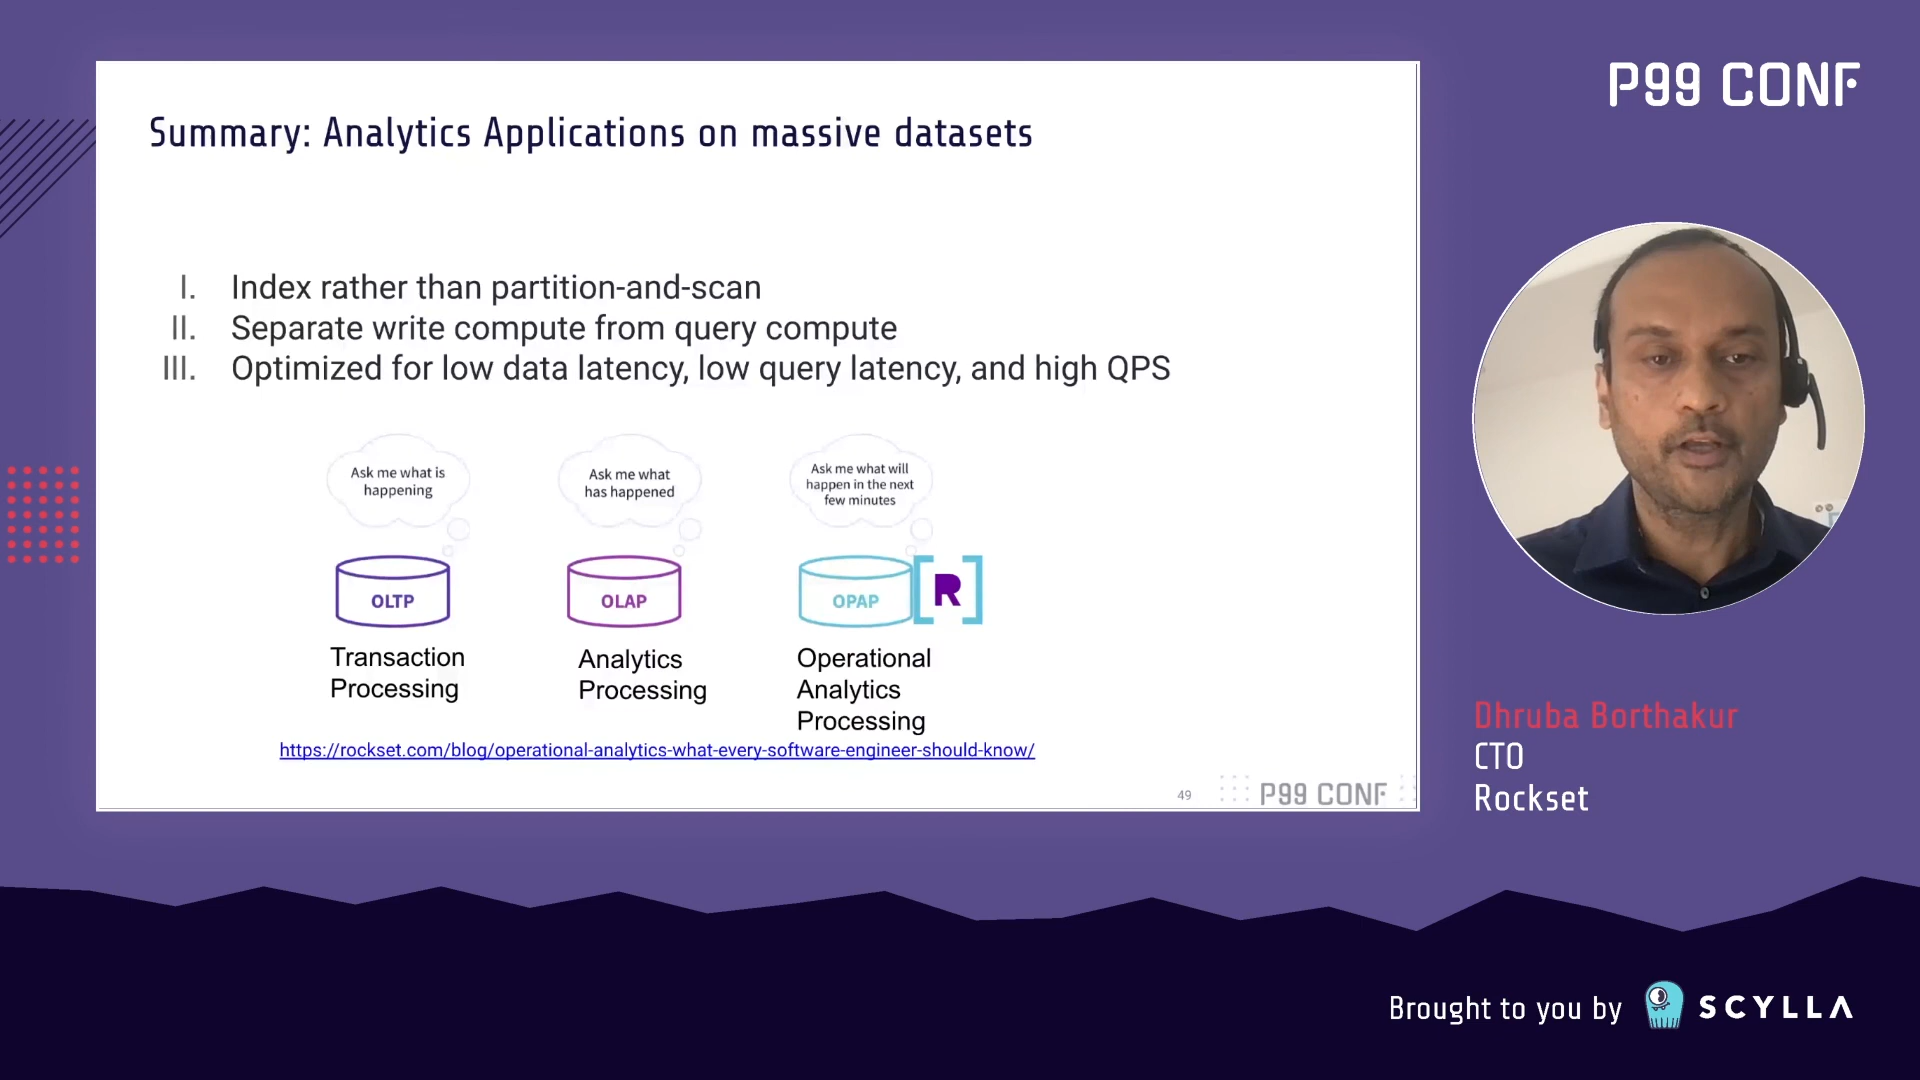 P99 CONF
Summary: Analytics Applications on massive datasets
I. Index rather than partition-and-scan
II. Separate write compute from query compute
III. Optimized for low data latency, low query latency, and high QPS
Ask me what is
happening
Ask me what
has happened
Ask me what will
happen in the next
few minutes
OLTP
OLAP
OPAP
R
Transaction
Processing
Analytics
Processing
Operational
Analytics
Processing
https://rockset.com/blog/operational-analytics-what-every-software-engineer-should-know/
49
P99 CONF
Dhruba Borthakur
CTO
Rockset
Brought to you by SCYLLA